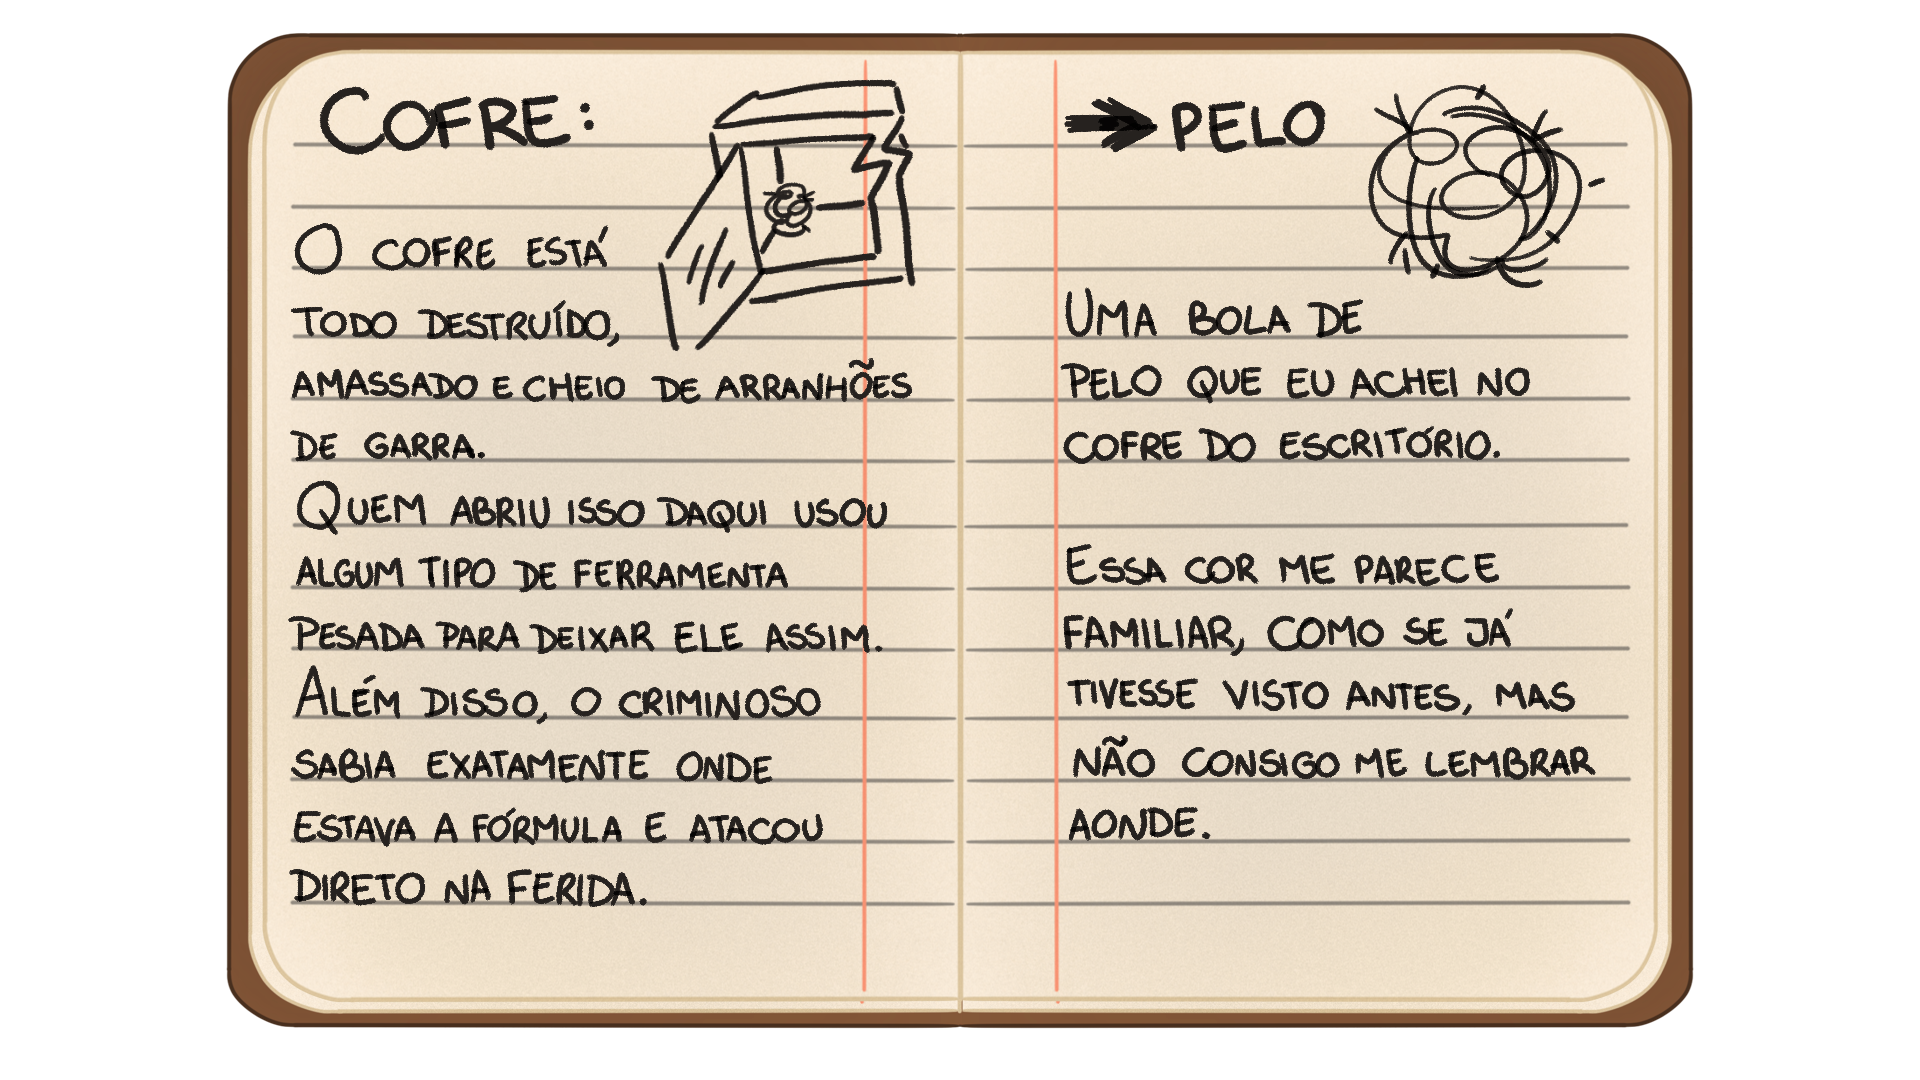 COFRE:
O COFRE ESTÁ
TODO DESTRUÍDO,
AMASSADO E CHEIO DE ARRANHÕES
DE GARRA.
QUEM ABRIU ISSO DAQUI USOU
ALGUM TIPO DE FERRAMENTA
PESADA PARA DEIXAR ELE ASSIM.
ALÉM DISSO, O CRIMINOSO
SABIA EXATAMENTE ONDE
ESTAVA A FÓRMULA E ATACOU
DIRETO NA FERIDA.
PELO
UMA BOLA DE
PELO QUE EU ACHEI NO
COFRE DO ESCRITÓRIO.
ESSA COR ME PARECE
FAMILIAR, COMO SE JÁ
TIVESSE VISTO ANTES, MAS
NÃO CONSIGO ME LEMBRAR
AONDE.